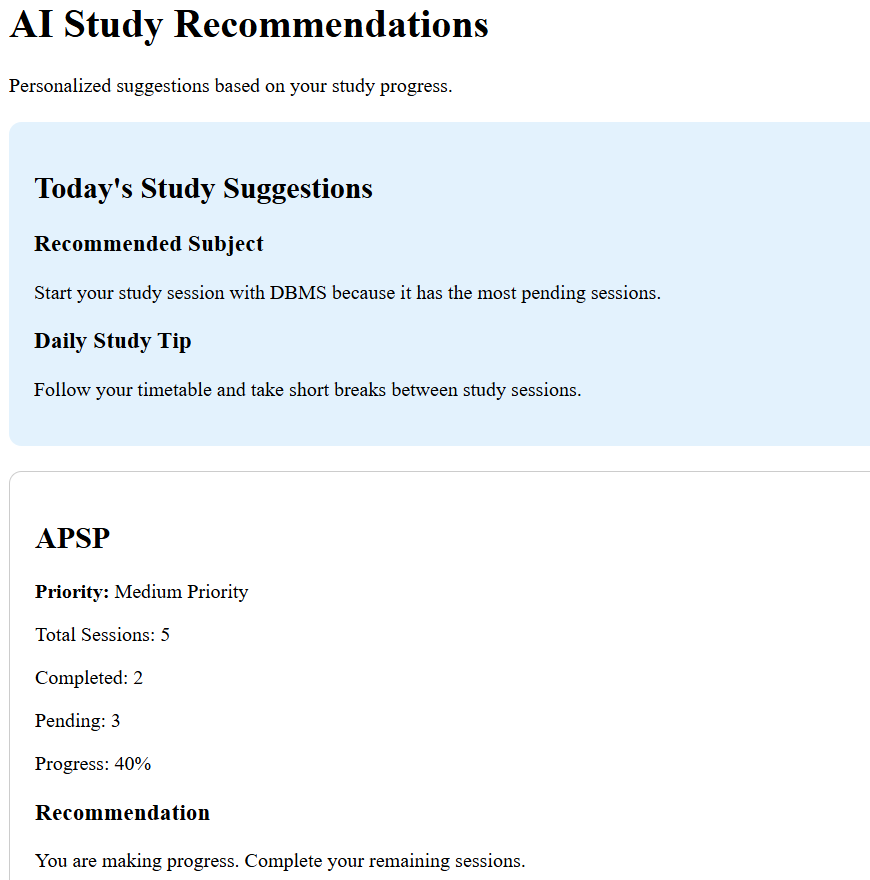 AI Study Recommendations
Personalized suggestions based on your study progress.
Today's Study Suggestions
Recommended Subject
Start your study session with DBMS because it has the most pending sessions.
Daily Study Tip
Follow your timetable and take short breaks between study sessions.
APSP
Priority: Medium Priority
Total Sessions: 5
Completed: 2
Pending: 3
Progress: 40%
Recommendation
You are making progress. Complete your remaining sessions.